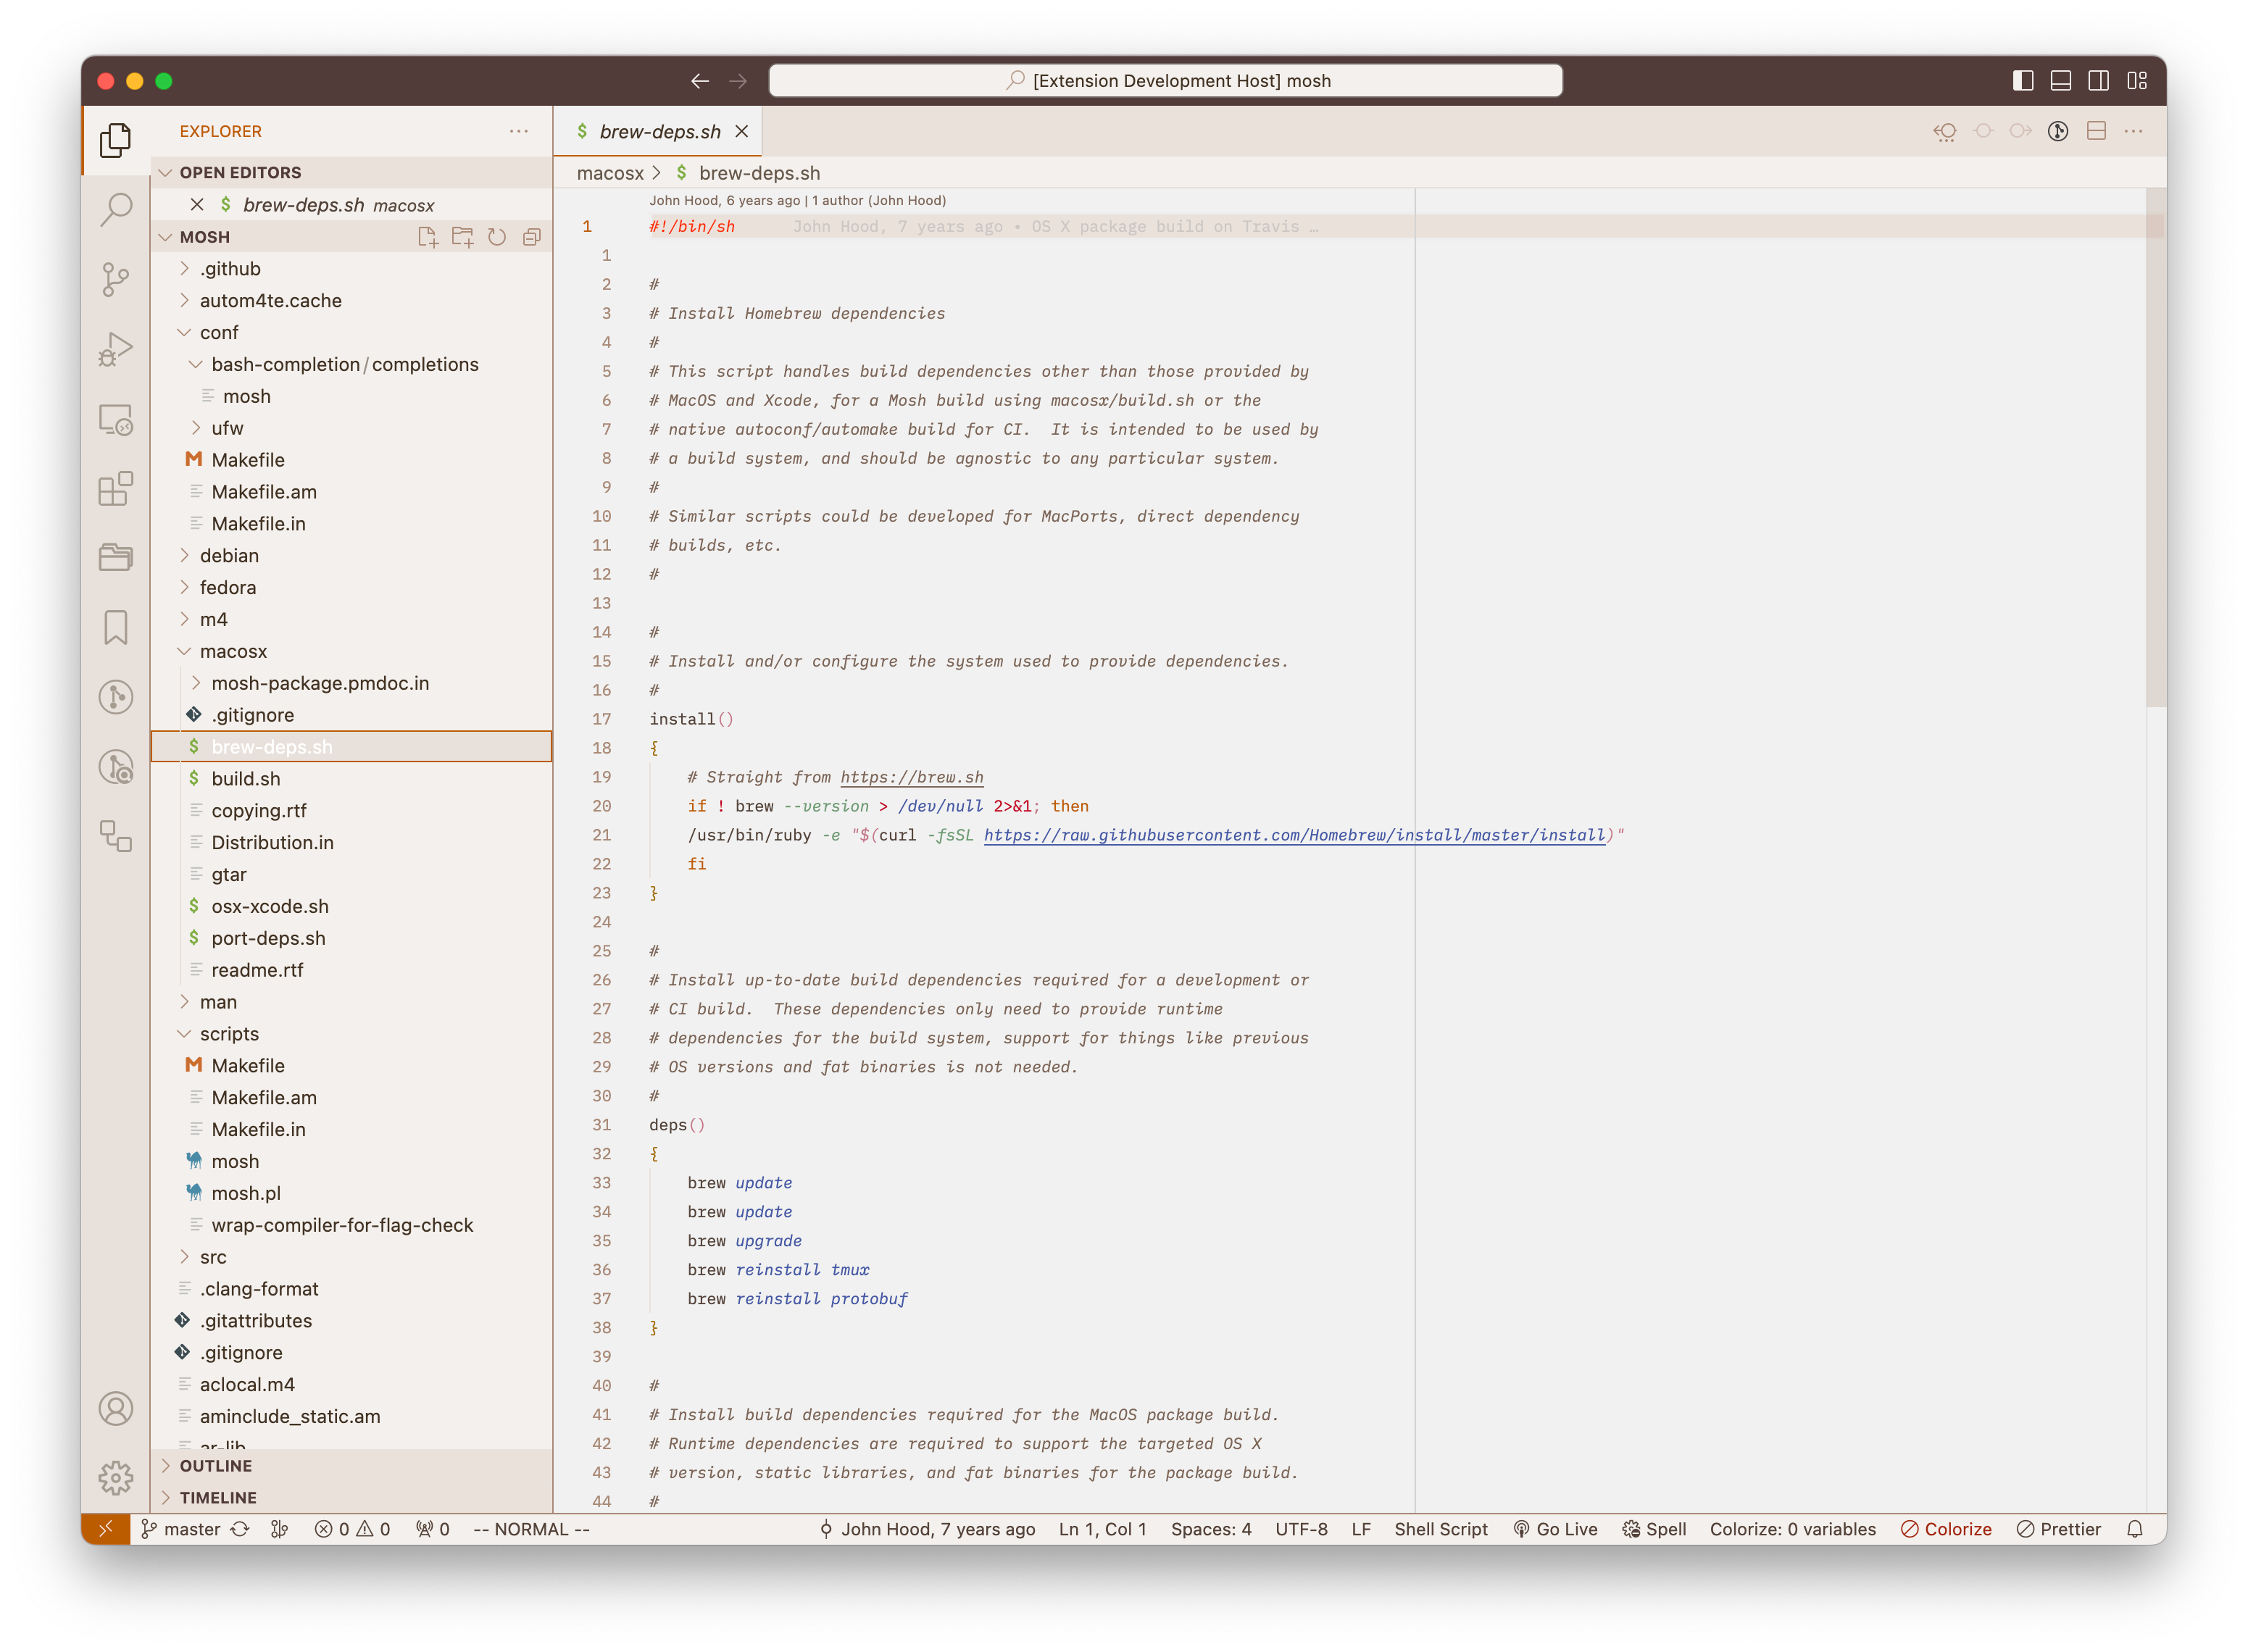 [Extension Development Host] mosh
EXPLORER
OPEN EDITORS
$ brew-deps.sh macosx
MOSH
.github
autom4te.cache
conf
bash-completion/completions
mosh
ufw
Makefile
Makefile.am
Makefile.in
debian
fedora
m4
macosx
mosh-package.pmdoc.in
.gitignore
$ brew-deps.sh
$ build.sh
copying.rtf
Distribution.in
gtar
$ osx-xcode.sh
$ port-deps.sh
readme.rtf
man
scripts
Makefile
Makefile.am
Makefile.in
mosh
mosh.pl
wrap-compiler-for-flag-check
src
.clang-format
.gitattributes
.gitignore
aclocal.m4
aminclude_static.am
ar-lib
OUTLINE
TIMELINE
$ brew-deps.sh
macosx > $ brew-deps.sh
John Hood, 6 years ago | 1 author (John Hood)
1 #!/bin/sh John Hood, 7 years ago • OS X package build on Travis …
1
2 #
3 # Install Homebrew dependencies
4 #
5 # This script handles build dependencies other than those provided by
6 # MacOS and Xcode, for a Mosh build using macosx/build.sh or the
7 # native autoconf/automake build for CI.  It is intended to be used by
8 # a build system, and should be agnostic to any particular system.
9 #
10 # Similar scripts could be developed for MacPorts, direct dependency
11 # builds, etc.
12 #
13
14 #
15 # Install and/or configure the system used to provide dependencies.
16 #
17 install()
18 {
19     # Straight from https://brew.sh
20     if ! brew --version > /dev/null 2>&1; then
21     /usr/bin/ruby -e "$(curl -fsSL https://raw.githubusercontent.com/Homebrew/install/master/install)"
22     fi
23 }
24
25 #
26 # Install up-to-date build dependencies required for a development or
27 # CI build.  These dependencies only need to provide runtime
28 # dependencies for the build system, support for things like previous
29 # OS versions and fat binaries is not needed.
30 #
31 deps()
32 {
33     brew update
34     brew update
35     brew upgrade
36     brew reinstall tmux
37     brew reinstall protobuf
38 }
39
40 #
41 # Install build dependencies required for the MacOS package build.
42 # Runtime dependencies are required to support the targeted OS X
43 # version, static libraries, and fat binaries for the package build.
44 #
master 0 0 0 -- NORMAL -- John Hood, 7 years ago Ln 1, Col 1 Spaces: 4 UTF-8 LF Shell Script Go Live Spell Colorize: 0 variables Colorize Prettier